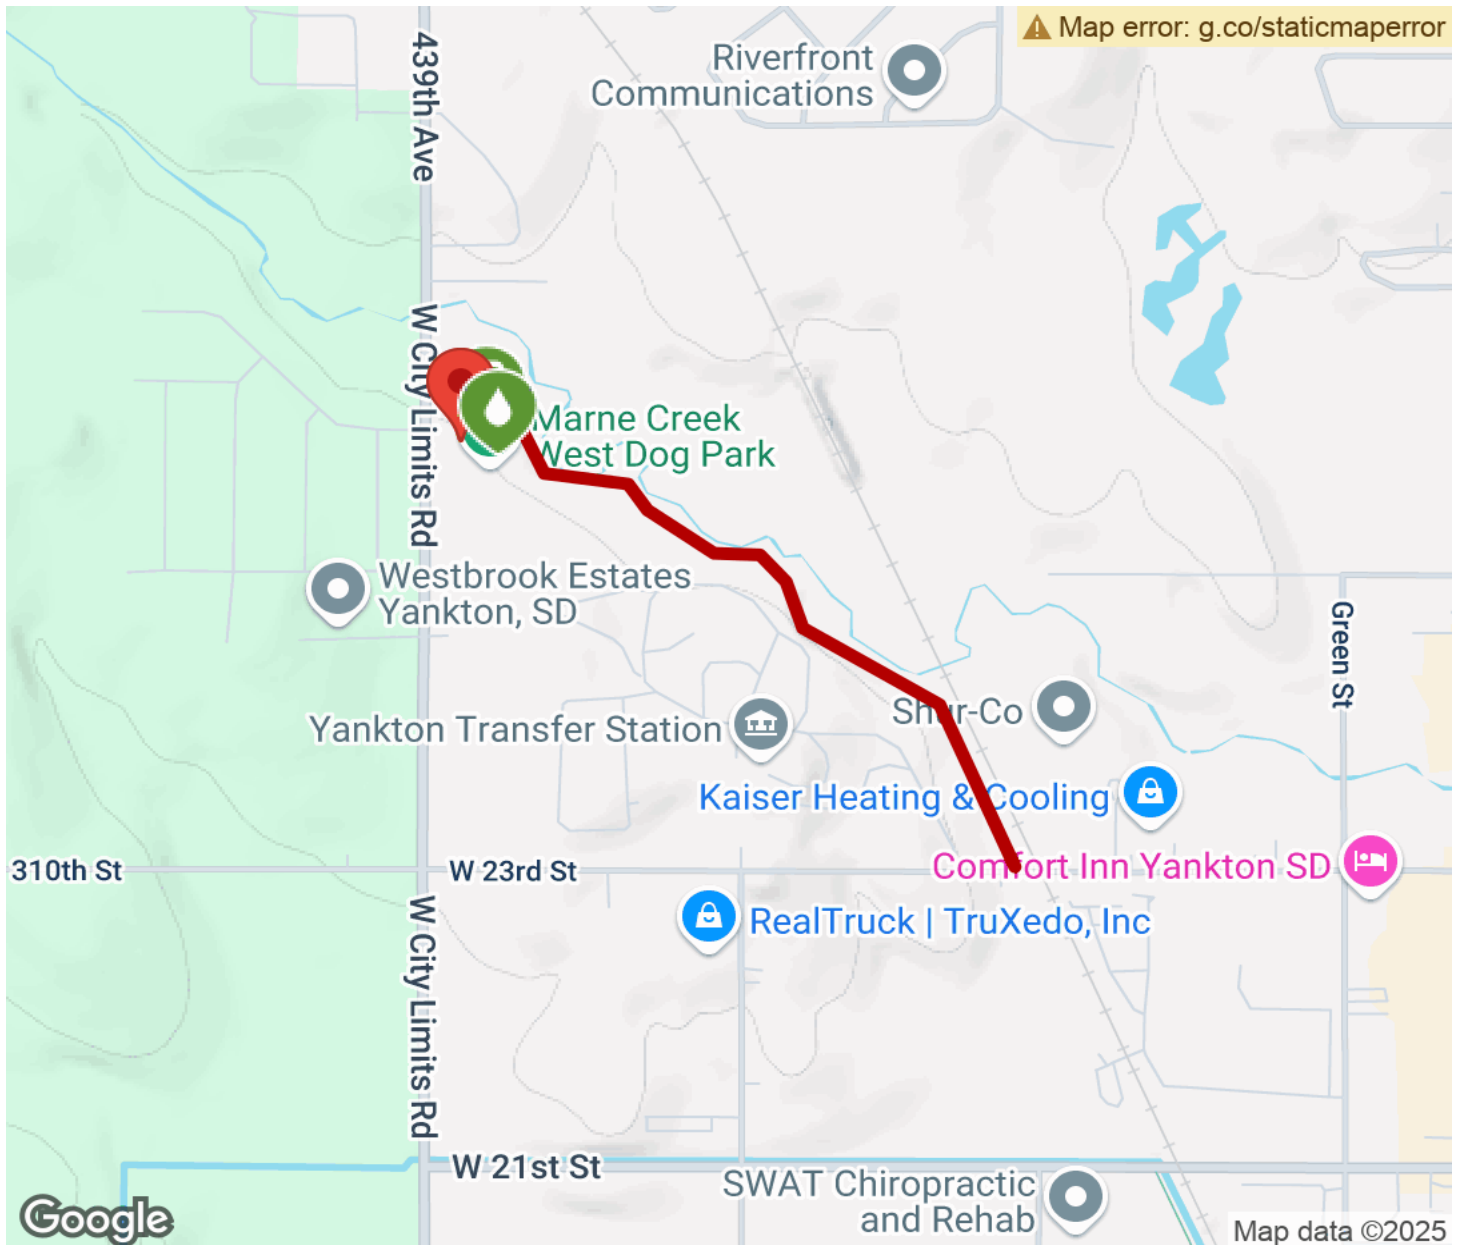 Map error: g.co/staticmaperror
Riverfront
Communications
439th Ave
W City Limits Rd
Marne Creek
West Dog Park
Westbrook Estates
Yankton, SD
Green St
Yankton Transfer Station
Shur-Co
Kaiser Heating & Cooling
310th St
W 23rd St
Comfort Inn Yankton SD
RealTruck | TruXedo, Inc
W City Limits Rd
W 21st St
SWAT Chiropractic
and Rehab
Google
Map data ©2025